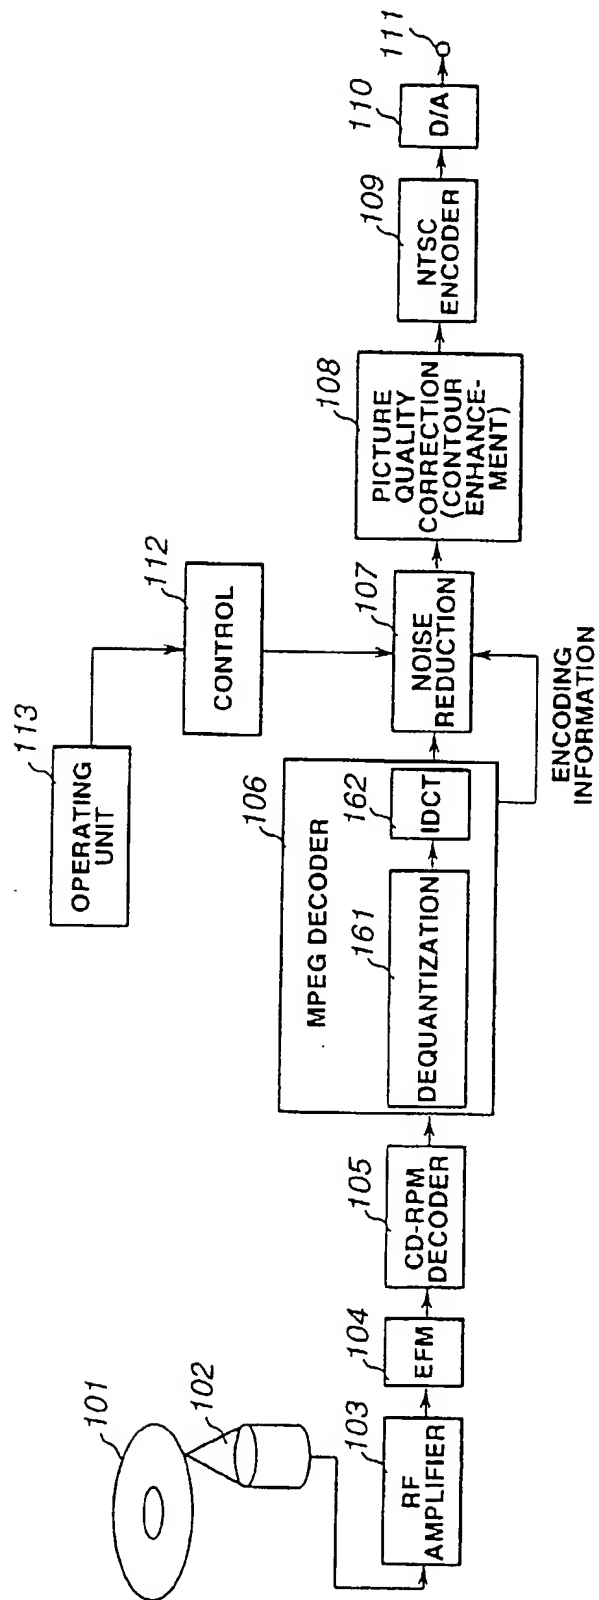 101
102
103
RF
AMPLIFIER
104
EFM
105
CD-RPM
DECODER
106
MPEG DECODER
161
DEQUANTIZATION
162
IDCT
113
OPERATING
UNIT
112
CONTROL
107
NOISE
REDUCTION
ENCODING
INFORMATION
108
PICTURE
QUALITY
CORRECTION
(CONTOUR
ENHANCE-
MENT)
109
NTSC
ENCODER
110
D/A
111